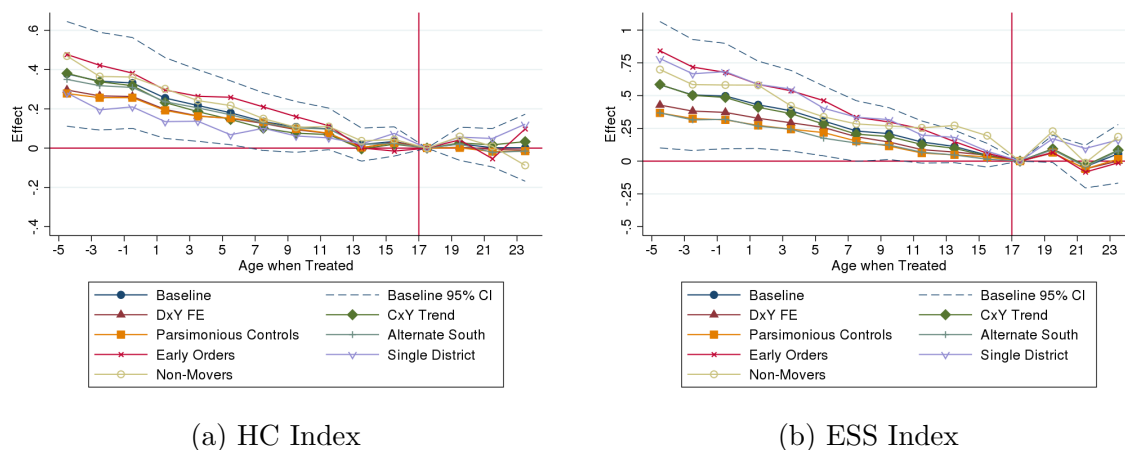 .6
.4
.2
0
-.2
-.4
Effect
-5 -3 -1 1 3 5 7 9 11 13 15 17 19 21 23
Age when Treated
Baseline Baseline 95% CI
DxY FE CxY Trend
Parsimonious Controls Alternate South
Early Orders Single District
Non-Movers
(a) HC Index
1
.75
.5
.25
0
-.25
-.5
Effect
-5 -3 -1 1 3 5 7 9 11 13 15 17 19 21 23
Age when Treated
Baseline Baseline 95% CI
DxY FE CxY Trend
Parsimonious Controls Alternate South
Early Orders Single District
Non-Movers
(b) ESS Index